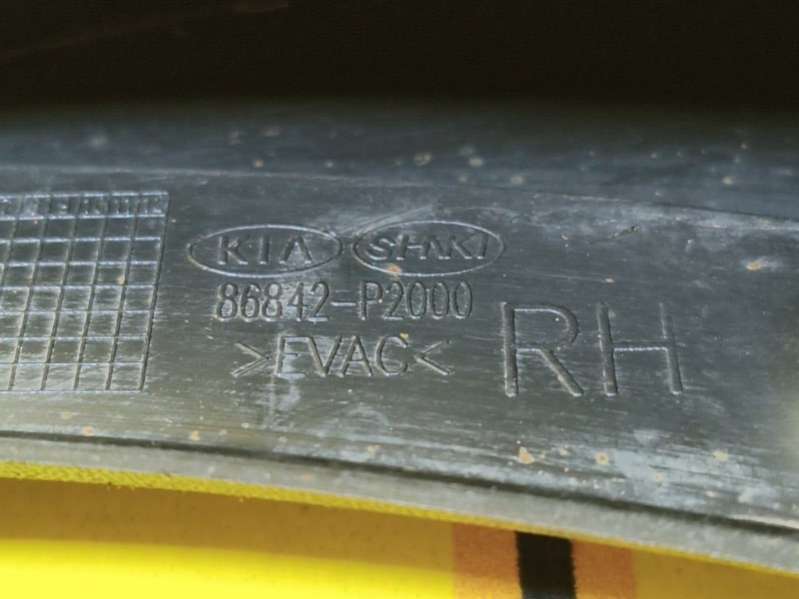 KIA SHAKI
86842-P2000
>EVAC<
RH